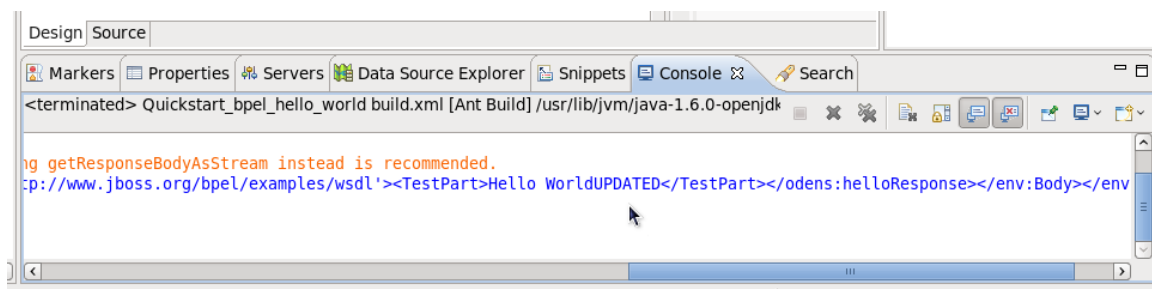 Design Source
Markers Properties Servers Data Source Explorer Snippets Console Search
<terminated> Quickstart_bpel_hello_world build.xml [Ant Build] /usr/lib/jvm/java-1.6.0-openjdk
ng getResponseBodyAsStream instead is recommended.
tp://www.jboss.org/bpel/examples/wsdl'><TestPart>Hello WorldUPDATED</TestPart></odens:helloResponse></env:Body></env